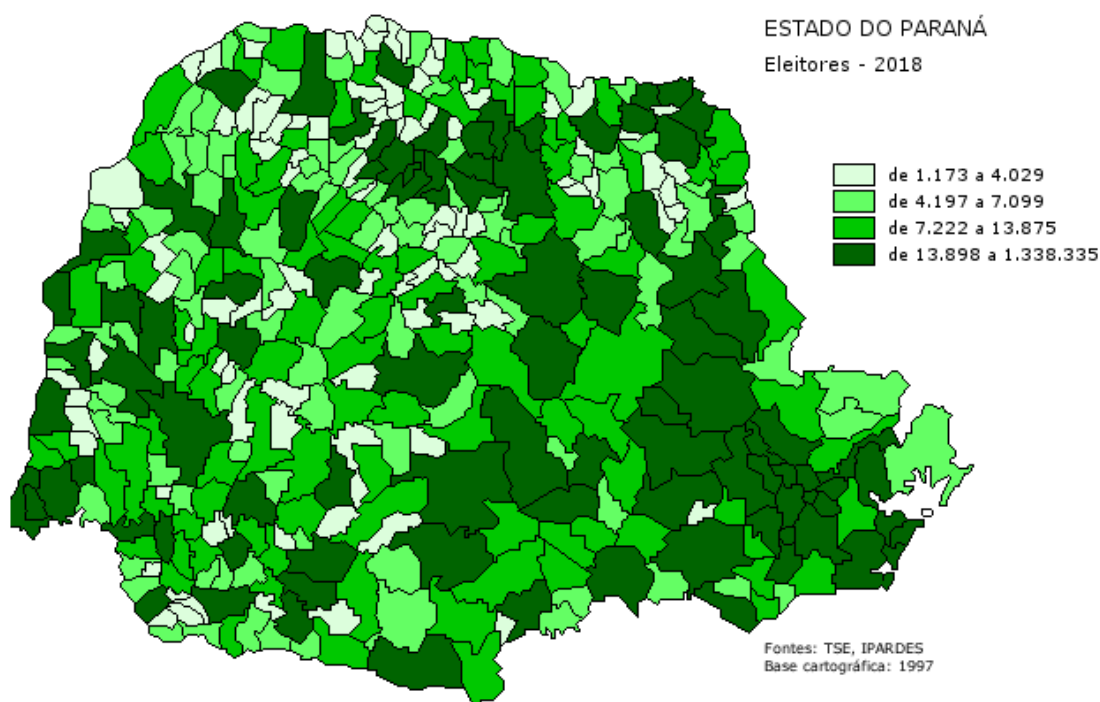 ESTADO DO PARANÁ
Eleitores - 2018
de 1.173 a 4.029
de 4.197 a 7.099
de 7.222 a 13.875
de 13.898 a 1.338.335
Fontes: TSE, IPARDES
Base cartográfica: 1997